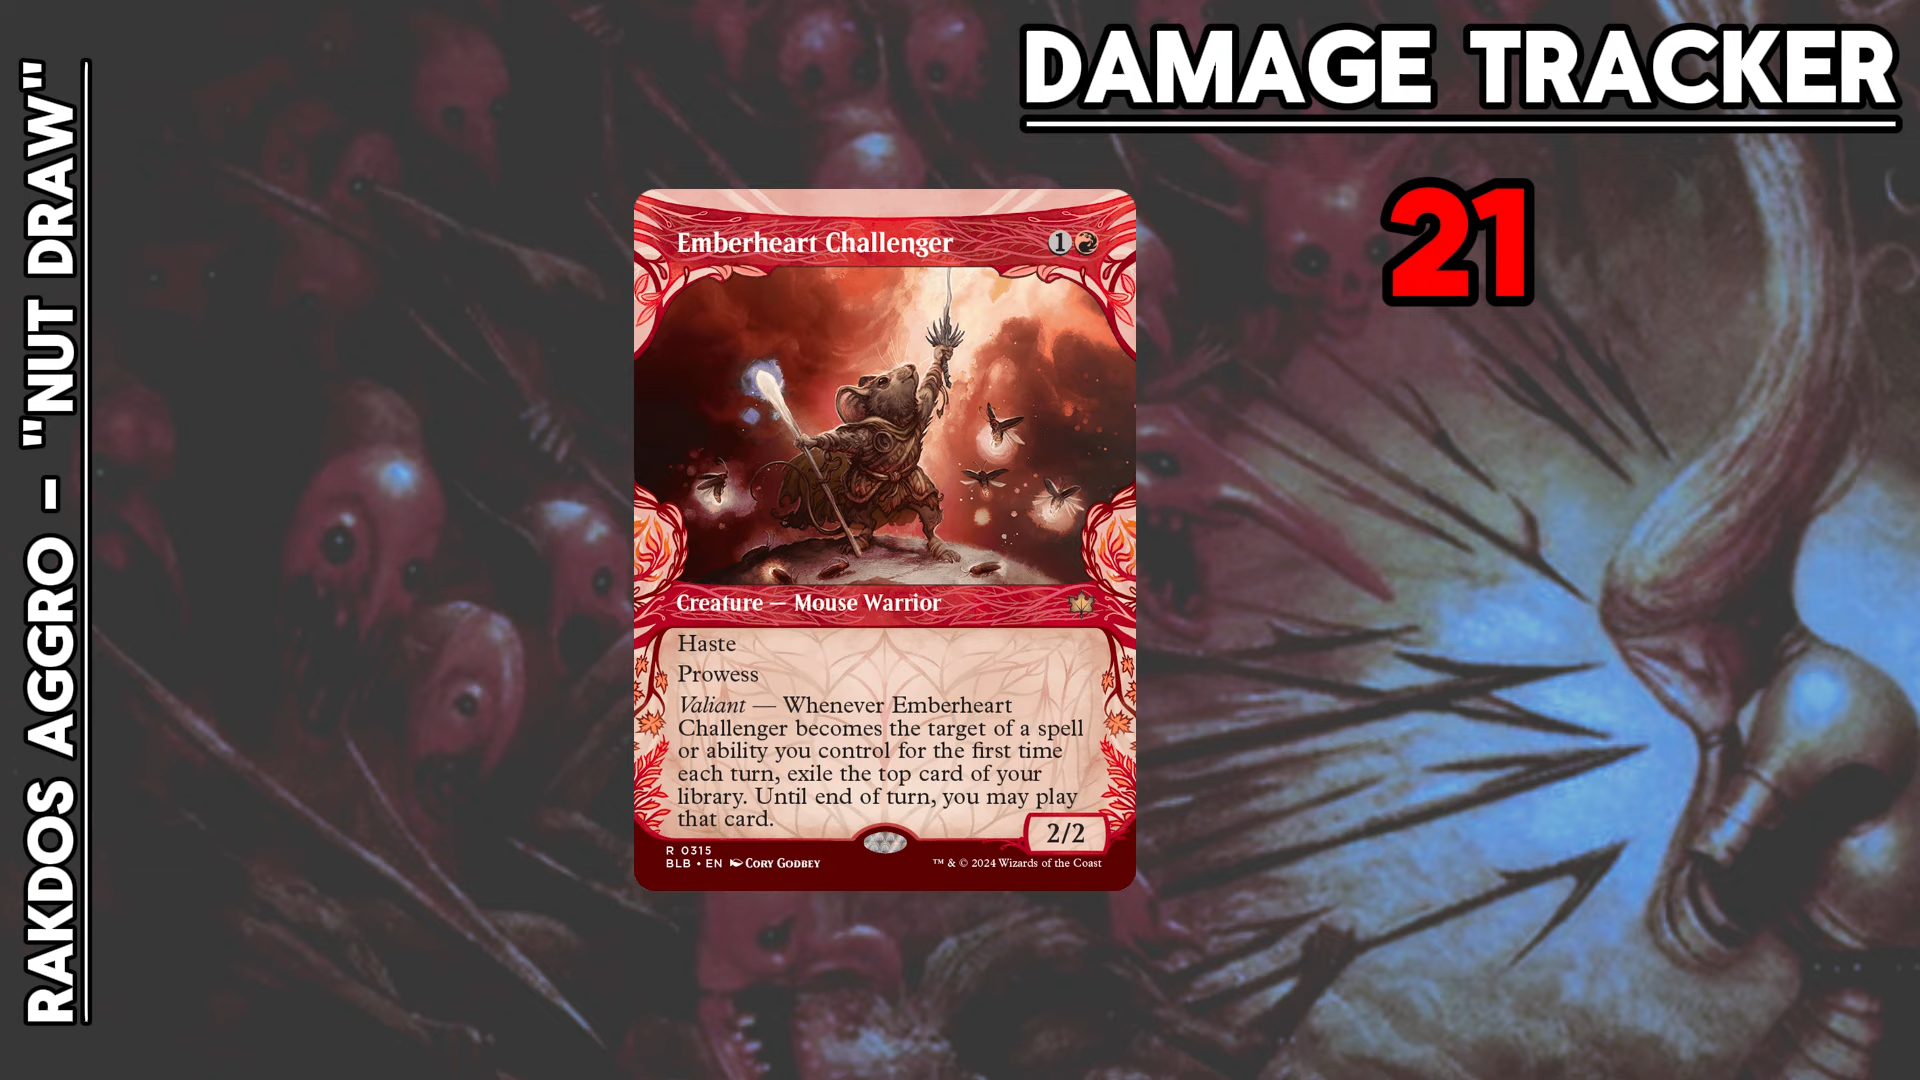 RAKDOS AGGRO - "NUT DRAW"
DAMAGE TRACKER
21
Emberheart Challenger 1
Creature — Mouse Warrior
Haste
Prowess
Valiant — Whenever Emberheart
Challenger becomes the target of a spell
or ability you control for the first time
each turn, exile the top card of your
library. Until end of turn, you may play
that card.
2/2
R 0315
BLB • EN Cory Godbey
™ & © 2024 Wizards of the Coast